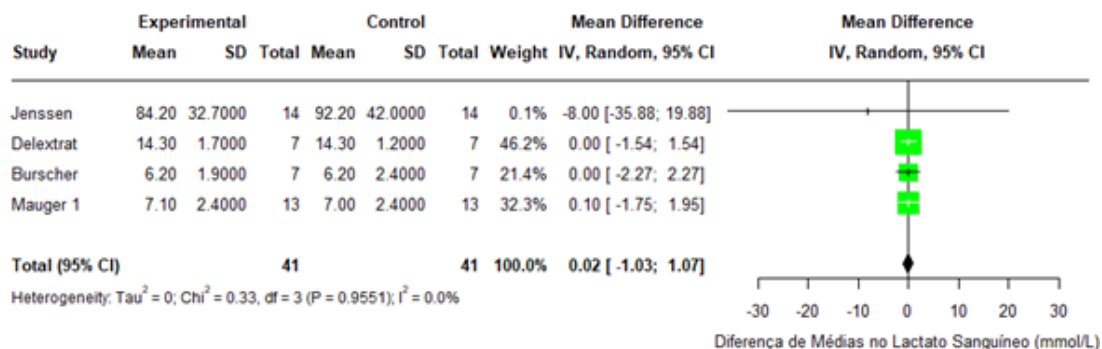 Experimental Control Mean Difference Mean Difference
Study Mean SD Total Mean SD Total Weight IV, Random, 95% CI IV, Random, 95% CI
Jenssen 84.20 32.7000 14 92.20 42.0000 14 0.1% -8.00 [-35.88; 19.88]
Delextrat 14.30 1.7000 7 14.30 1.2000 7 46.2% 0.00 [ -1.54; 1.54]
Burscher 6.20 1.9000 7 6.20 2.4000 7 21.4% 0.00 [ -2.27; 2.27]
Mauger 1 7.10 2.4000 13 7.00 2.4000 13 32.3% 0.10 [ -1.75; 1.95]
Total (95% CI) 41 41 100.0% 0.02 [ -1.03; 1.07]
Heterogeneity: Tau² = 0; Chi² = 0.33, df = 3 (P = 0.9551); I² = 0.0%
-30 -20 -10 0 10 20 30
Diferença de Médias no Lactato Sanguíneo (mmol/L)